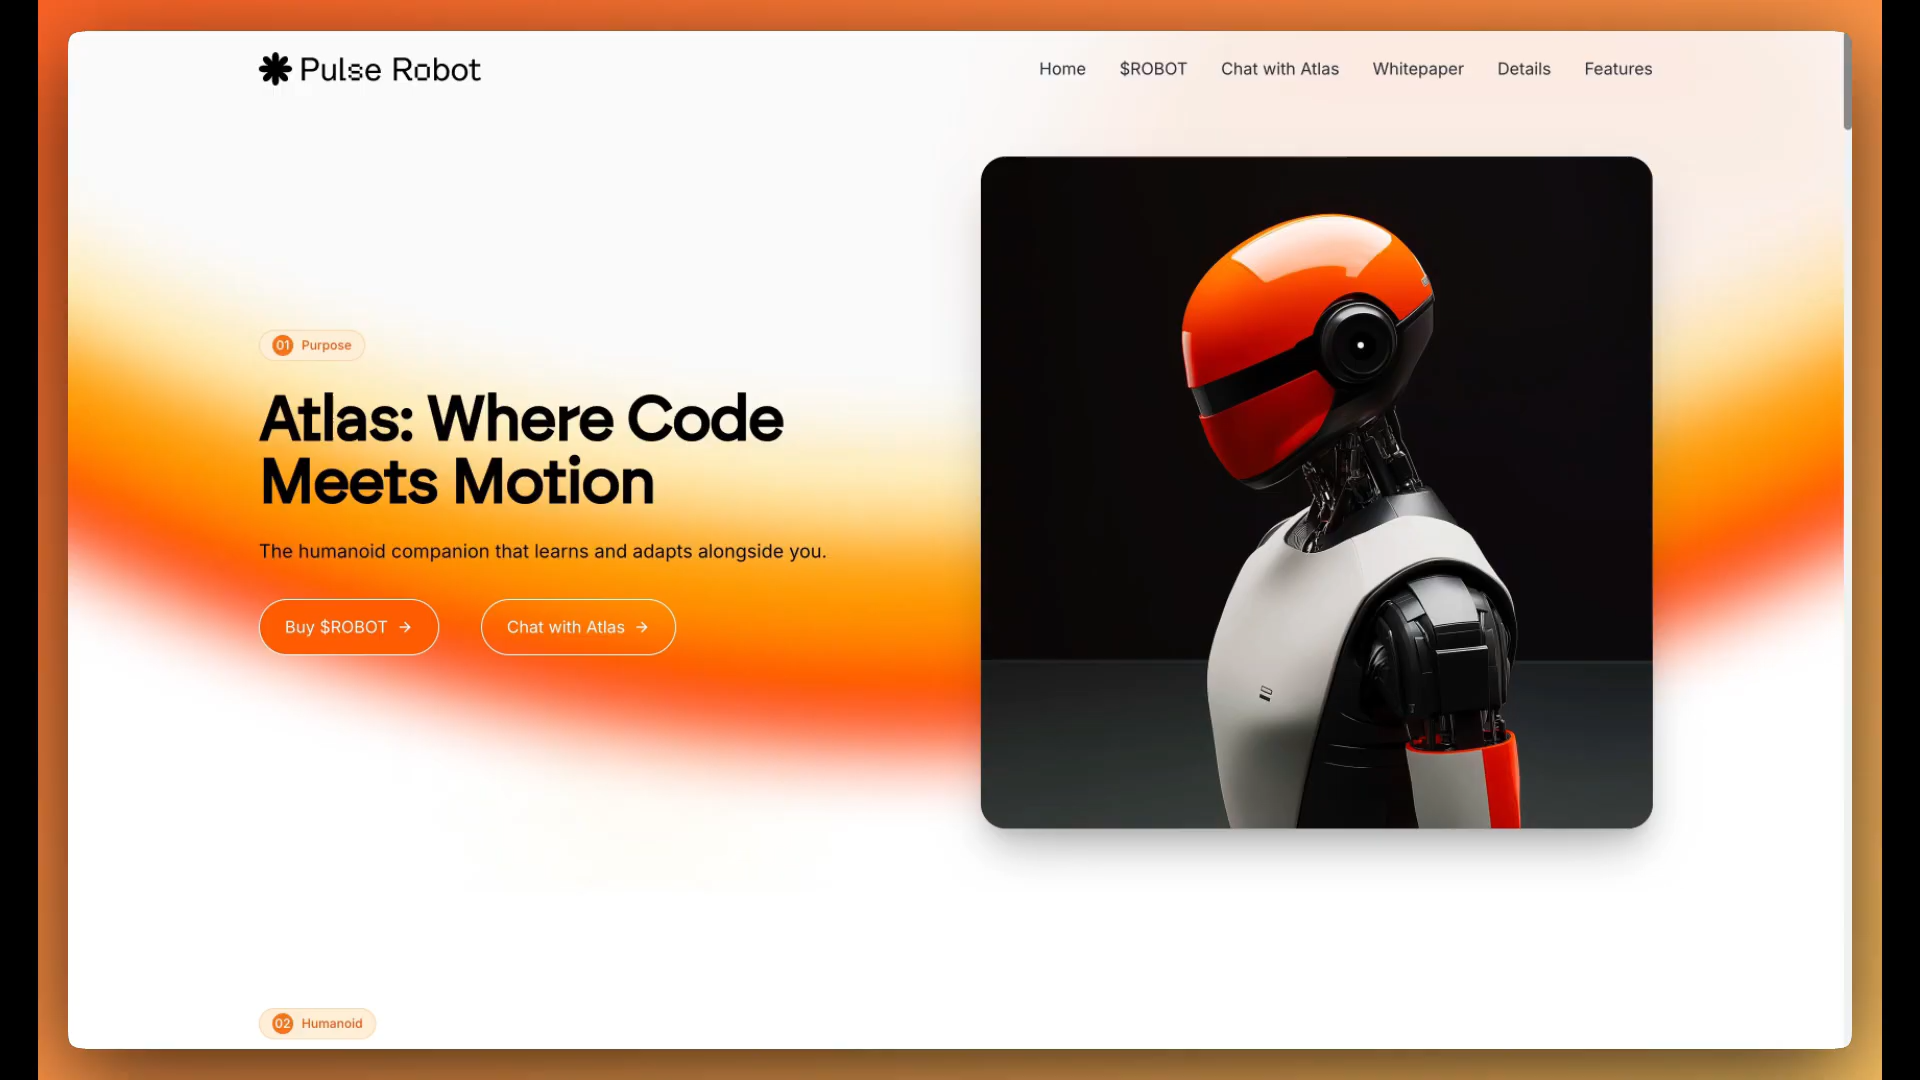 Pulse Robot
Home $ROBOT Chat with Atlas Whitepaper Details Features
01 Purpose
Atlas: Where Code
Meets Motion
The humanoid companion that learns and adapts alongside you.
Buy $ROBOT → Chat with Atlas →
02 Humanoid